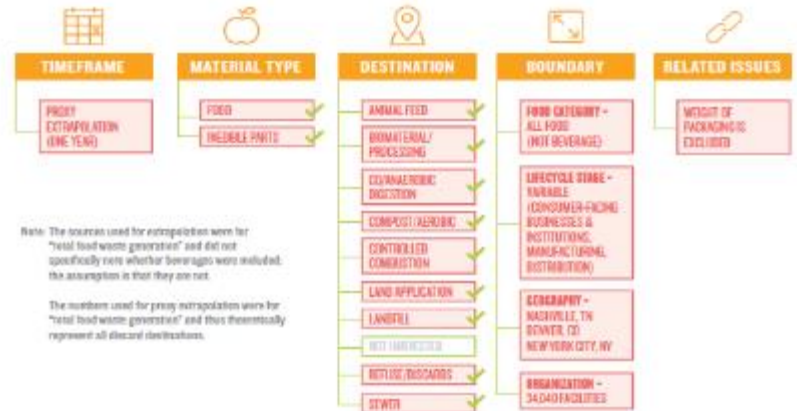 TIMEFRAME
PROXY
EXTRAPOLATION
(ONE YEAR)
MATERIAL TYPE
FOOD
INEDIBLE PARTS
DESTINATION
ANIMAL FEED
BIOMATERIAL/
PROCESSING
CO/ANAEROBIC
DIGESTION
COMPOST/AEROBIC
CONTROLLED
COMBUSTION
LAND APPLICATION
LANDFILL
NOT HARVESTED
REFUSE/DISCARDS
SEWER
BOUNDARY
FOOD CATEGORY -
ALL FOOD
(NOT BEVERAGE)
LIFECYCLE STAGE -
VARIABLE
(CONSUMER-FACING
BUSINESSES &
INSTITUTIONS,
MANUFACTURING,
DISTRIBUTION)
GEOGRAPHY -
NASHVILLE, TN
DENVER, CO
NEW YORK CITY, NY
ORGANIZATION -
34,040 FACILITIES
RELATED ISSUES
WEIGHT OF
PACKAGING IS
EXCLUDED
Note: The sources used for extrapolation were for
"total food waste generation" and did not
specifically note whether beverages were included;
the assumption is that they are not.
The numbers used for proxy extrapolation were for
"total food waste generation" and thus theoretically
represent all discard destinations.